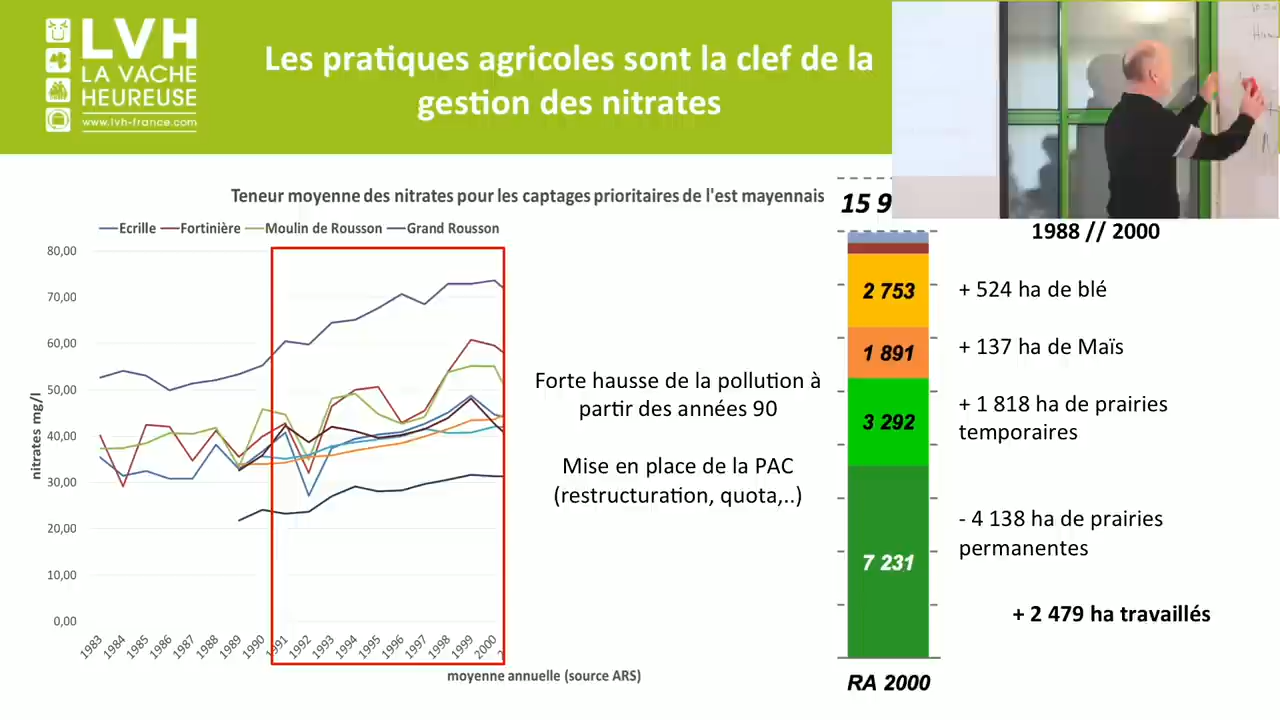 LVH
LA VACHE
HEUREUSE
www.lvh-france.com
Les pratiques agricoles sont la clef de la
gestion des nitrates
Teneur moyenne des nitrates pour les captages prioritaires de l'est mayennais
Ecrille Fortinière Moulin de Rousson Grand Rousson
80,00
70,00
60,00
50,00
40,00
30,00
20,00
10,00
0,00
nitrates mg/l
1983 1984 1985 1986 1987 1988 1989 1990 1991 1992 1993 1994 1995 1996 1997 1998 1999 2000
moyenne annuelle (source ARS)
Forte hausse de la pollution à
partir des années 90
Mise en place de la PAC
(restructuration, quota,..)
15 9
2 753
1 891
3 292
7 231
RA 2000
1988 // 2000
+ 524 ha de blé
+ 137 ha de Maïs
+ 1 818 ha de prairies
temporaires
- 4 138 ha de prairies
permanentes
+ 2 479 ha travaillés